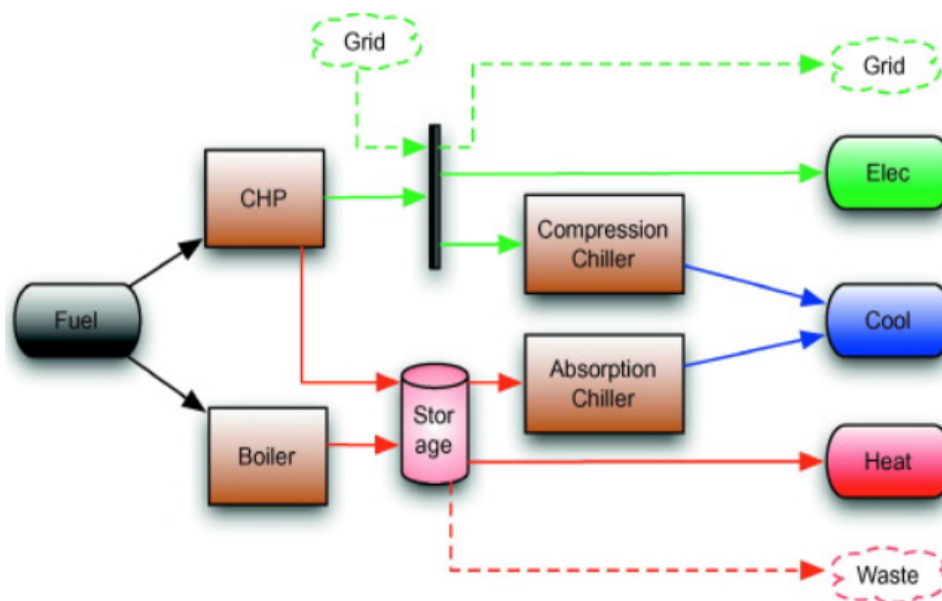 Grid
Grid
CHP
Elec
Compression
Chiller
Fuel
Cool
Absorption
Chiller
Stor
age
Boiler
Heat
Waste